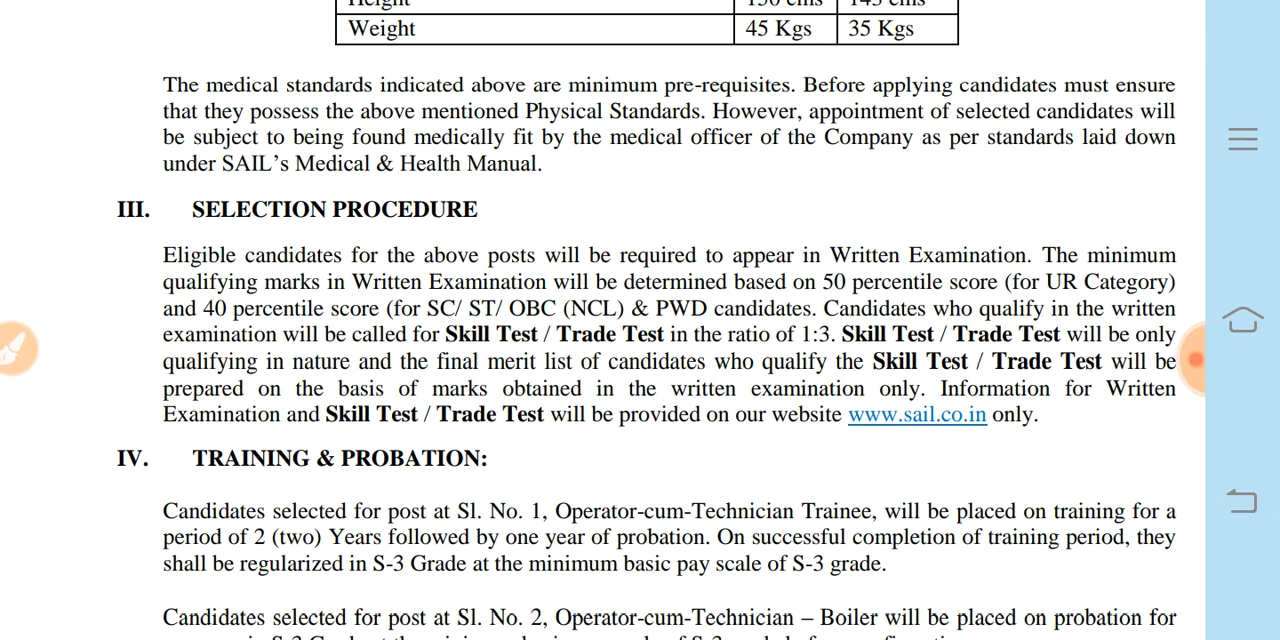 Height 150 cms 143 cms
Weight 45 Kgs 35 Kgs
The medical standards indicated above are minimum pre-requisites. Before applying candidates must ensure
that they possess the above mentioned Physical Standards. However, appointment of selected candidates will
be subject to being found medically fit by the medical officer of the Company as per standards laid down
under SAIL’s Medical & Health Manual.
III. SELECTION PROCEDURE
Eligible candidates for the above posts will be required to appear in Written Examination. The minimum
qualifying marks in Written Examination will be determined based on 50 percentile score (for UR Category)
and 40 percentile score (for SC/ ST/ OBC (NCL) & PWD candidates. Candidates who qualify in the written
examination will be called for Skill Test / Trade Test in the ratio of 1:3. Skill Test / Trade Test will be only
qualifying in nature and the final merit list of candidates who qualify the Skill Test / Trade Test will be
prepared on the basis of marks obtained in the written examination only. Information for Written
Examination and Skill Test / Trade Test will be provided on our website www.sail.co.in only.
IV. TRAINING & PROBATION:
Candidates selected for post at Sl. No. 1, Operator-cum-Technician Trainee, will be placed on training for a
period of 2 (two) Years followed by one year of probation. On successful completion of training period, they
shall be regularized in S-3 Grade at the minimum basic pay scale of S-3 grade.
Candidates selected for post at Sl. No. 2, Operator-cum-Technician – Boiler will be placed on probation for